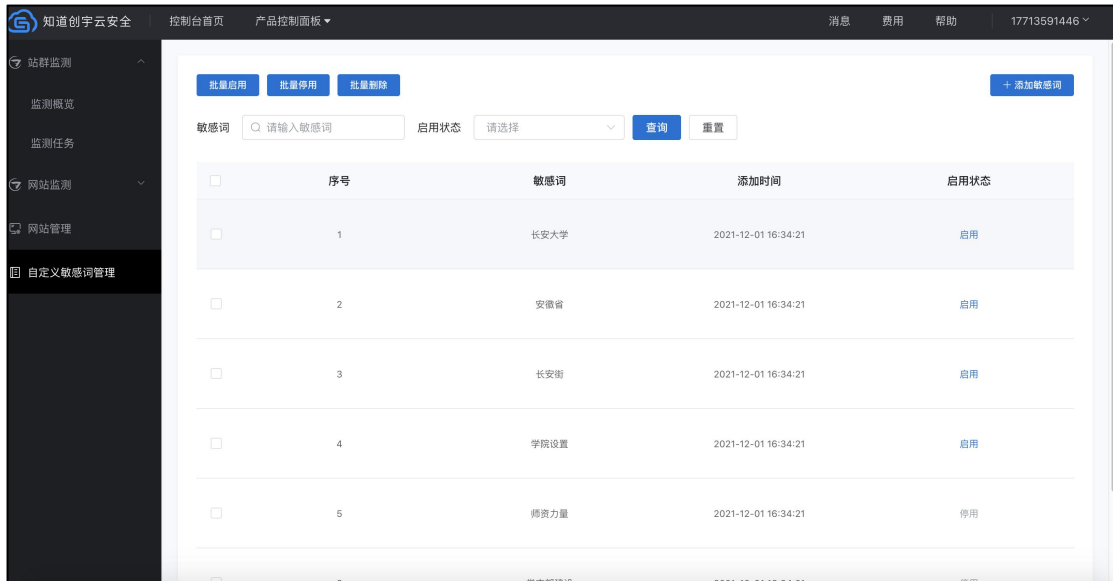 知道创宇云安全 控制台首页 产品控制面板 消息 费用 帮助 17713591446
站群监测
监测概览
监测任务
网站监测
网站管理
自定义敏感词管理
批量启用 批量停用 批量删除 + 添加敏感词
敏感词 请输入敏感词 启用状态 请选择 查询 重置
序号 敏感词 添加时间 启用状态
1 长安大学 2021-12-01 16:34:21 启用
2 安徽省 2021-12-01 16:34:21 启用
3 长安街 2021-12-01 16:34:21 启用
4 学院设置 2021-12-01 16:34:21 启用
5 师资力量 2021-12-01 16:34:21 停用